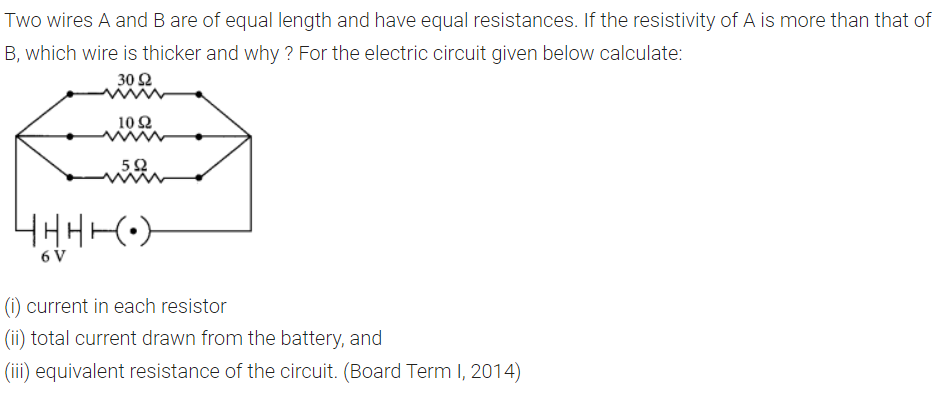 Two wires A and B are of equal length and have equal resistances. If the resistivity of A is more than that of
B, which wire is thicker and why ? For the electric circuit given below calculate:
30 Ω
10 Ω
5 Ω
6 V
(i) current in each resistor
(ii) total current drawn from the battery, and
(iii) equivalent resistance of the circuit. (Board Term I, 2014)